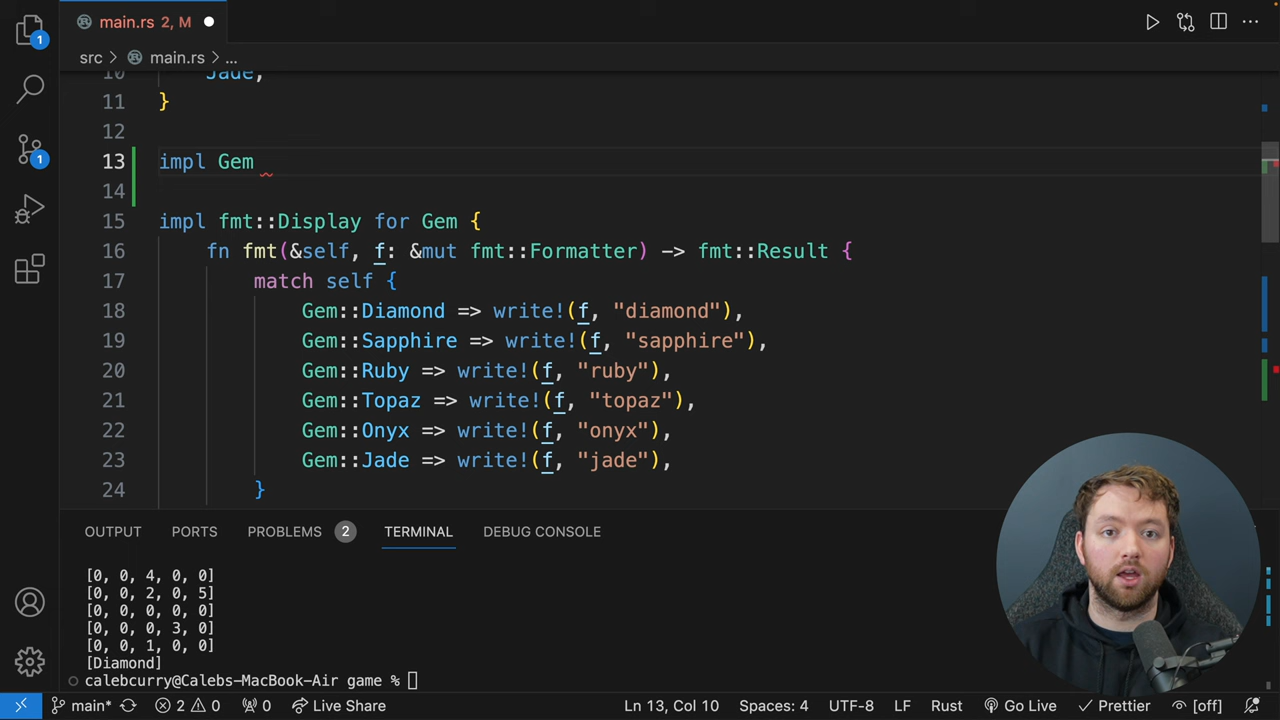 main.rs 2, M
1
src > main.rs > ...
10 Jade,
11 }
12
13 impl Gem
14
15 impl fmt::Display for Gem {
16 fn fmt(&self, f: &mut fmt::Formatter) -> fmt::Result {
17 match self {
18 Gem::Diamond => write!(f, "diamond"),
19 Gem::Sapphire => write!(f, "sapphire"),
20 Gem::Ruby => write!(f, "ruby"),
21 Gem::Topaz => write!(f, "topaz"),
22 Gem::Onyx => write!(f, "onyx"),
23 Gem::Jade => write!(f, "jade"),
24 }
1
OUTPUT PORTS PROBLEMS 2 TERMINAL DEBUG CONSOLE
[0, 0, 4, 0, 0]
[0, 0, 2, 0, 5]
[0, 0, 0, 0, 0]
[0, 0, 0, 3, 0]
[0, 0, 1, 0, 0]
[Diamond]
calebcurry@Calebs-MacBook-Air game %
main* 2 0 0 Live Share Ln 13, Col 10 Spaces: 4 UTF-8 LF Rust Go Live Prettier [off]